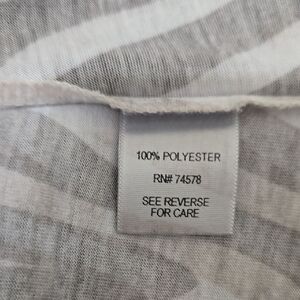 100% POLYESTER
RN# 74578
SEE REVERSE
FOR CARE